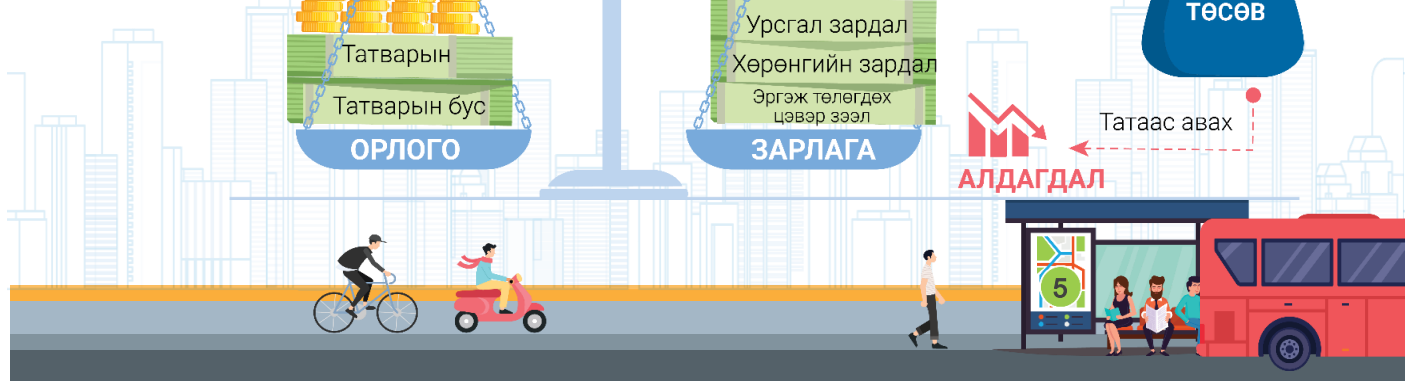 Татварын
Татварын бус
ОРЛОГО
Урсгал зардал
Хөрөнгийн зардал
Эргэж төлөгдөх
цэвэр зээл
ЗАРЛАГА
ТӨСӨВ
Татаас авах
АЛДАГДАЛ
5